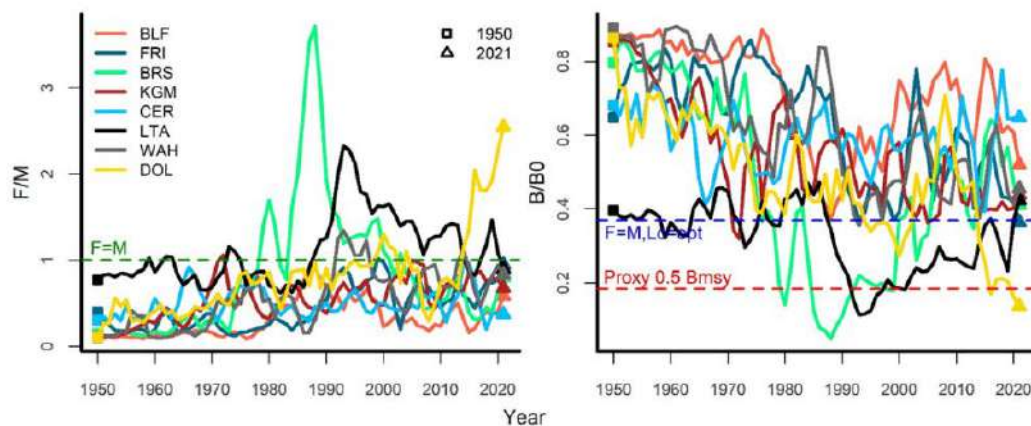 F/M
3
2
1
0
BLF
FRI
BRS
KGM
CER
LTA
WAH
DOL
1950
2021
F=M
1950 1960 1970 1980 1990 2000 2010 2020
B/B0
0.8
0.6
0.4
0.2
F=M,Lc=opt
Proxy 0.5 Bmsy
1950 1960 1970 1980 1990 2000 2010 2020
Year